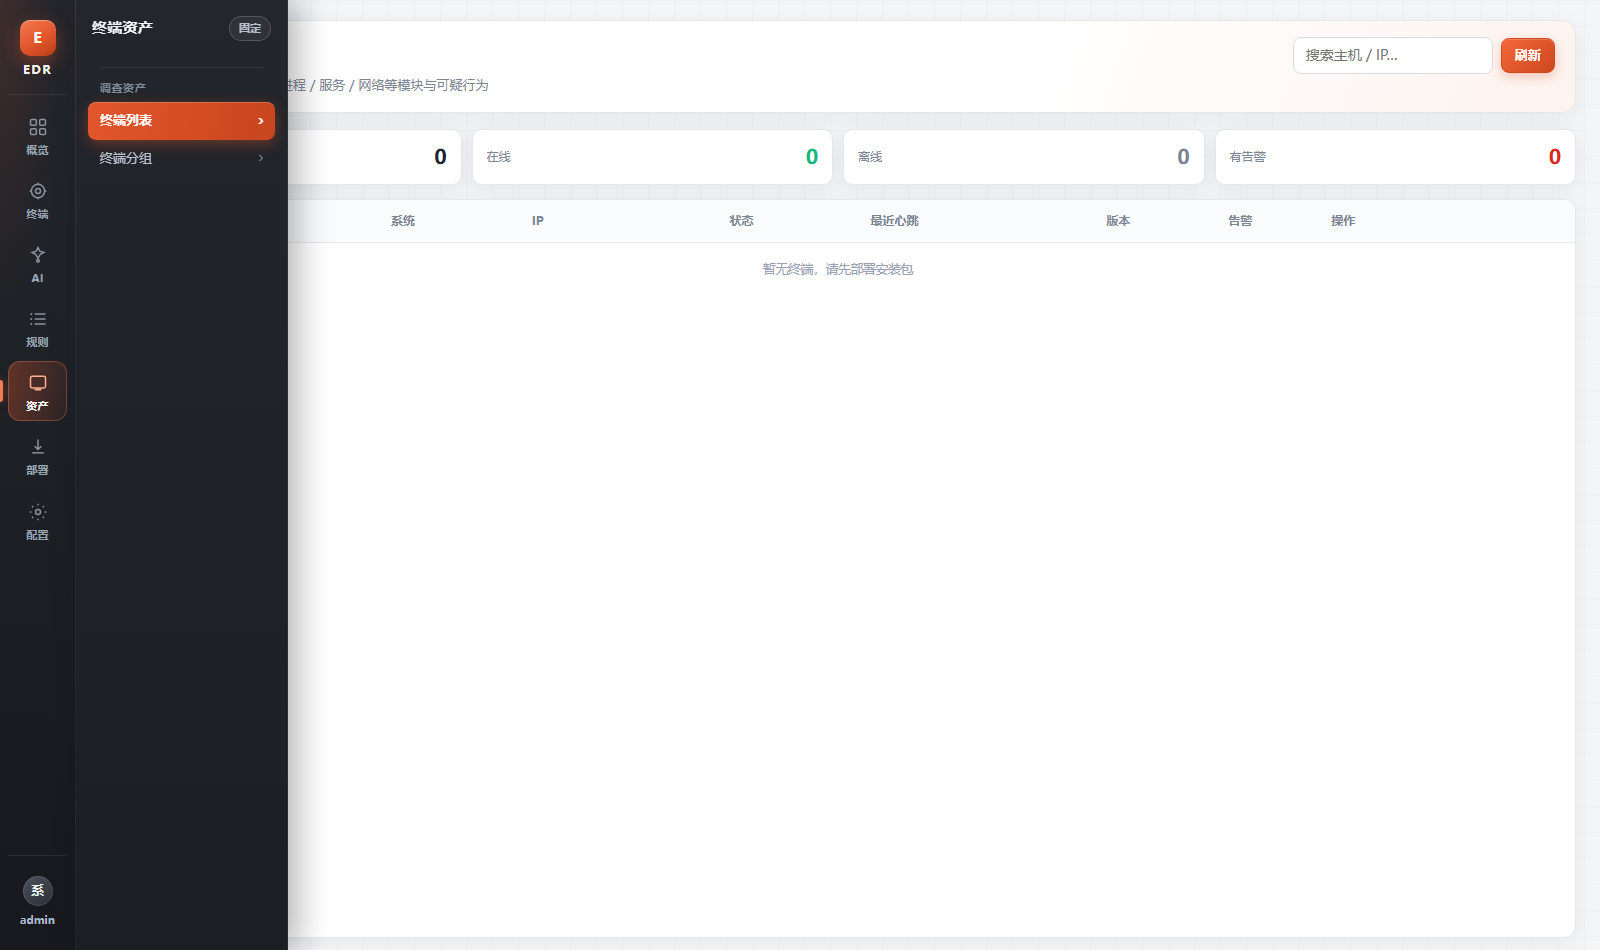 E
EDR
概览
终端
AI
规则
资产
部署
配置
系
admin
终端资产
固定
调查资产
终端列表
终端分组
程 / 服务 / 网络等模块与可疑行为
搜索主机 / IP...
刷新
0
在线 0
离线 0
有告警 0
系统 IP 状态 最近心跳 版本 告警 操作
暂无终端，请先部署安装包